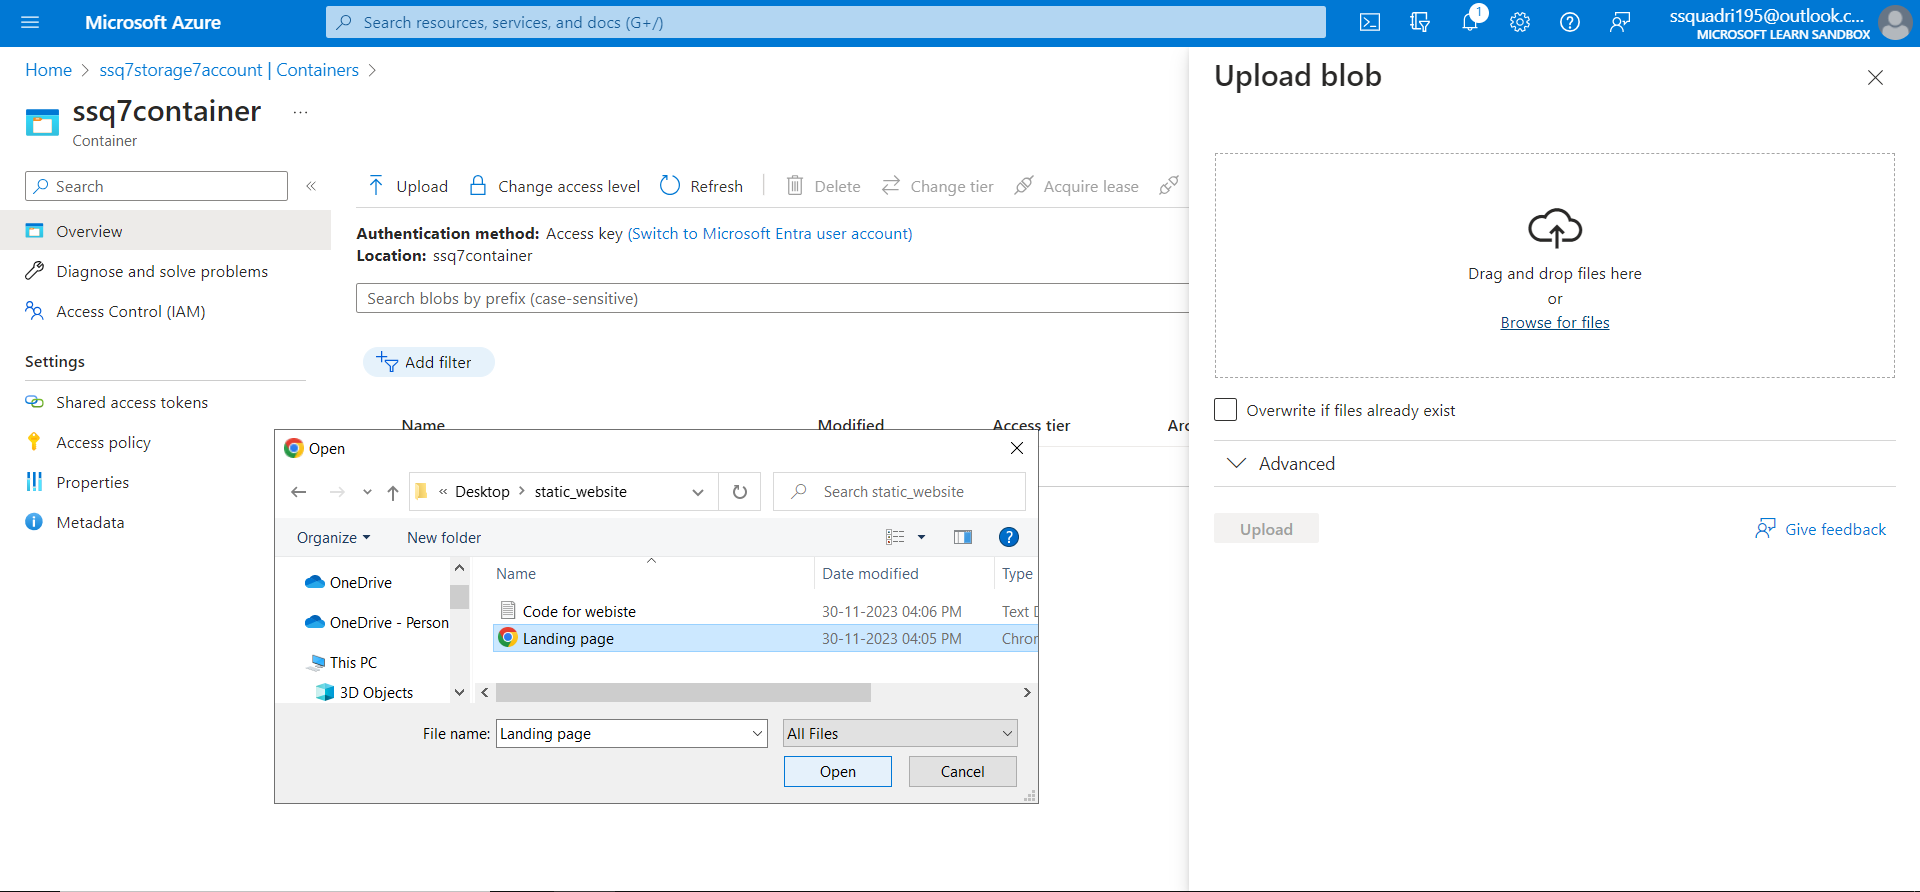 Microsoft Azure
Search resources, services, and docs (G+/)
1
ssquadri195@outlook.c...
MICROSOFT LEARN SANDBOX
Home > ssq7storage7account | Containers >
ssq7container ...
Container
Search
«
Overview
Diagnose and solve problems
Access Control (IAM)
Settings
Shared access tokens
Access policy
Properties
Metadata
Upload
Change access level
Refresh
Delete
Change tier
Acquire lease
Authentication method: Access key (Switch to Microsoft Entra user account)
Location: ssq7container
Search blobs by prefix (case-sensitive)
Add filter
Name Modified Access tier Arc
Open
« Desktop > static_website
Search static_website
Organize
New folder
OneDrive
OneDrive - Person
This PC
3D Objects
Name Date modified Type
Code for webiste 30-11-2023 04:06 PM Text D
Landing page 30-11-2023 04:05 PM Chror
File name: Landing page
All Files
Open
Cancel
Upload blob
Drag and drop files here
or
Browse for files
Overwrite if files already exist
Advanced
Upload
Give feedback